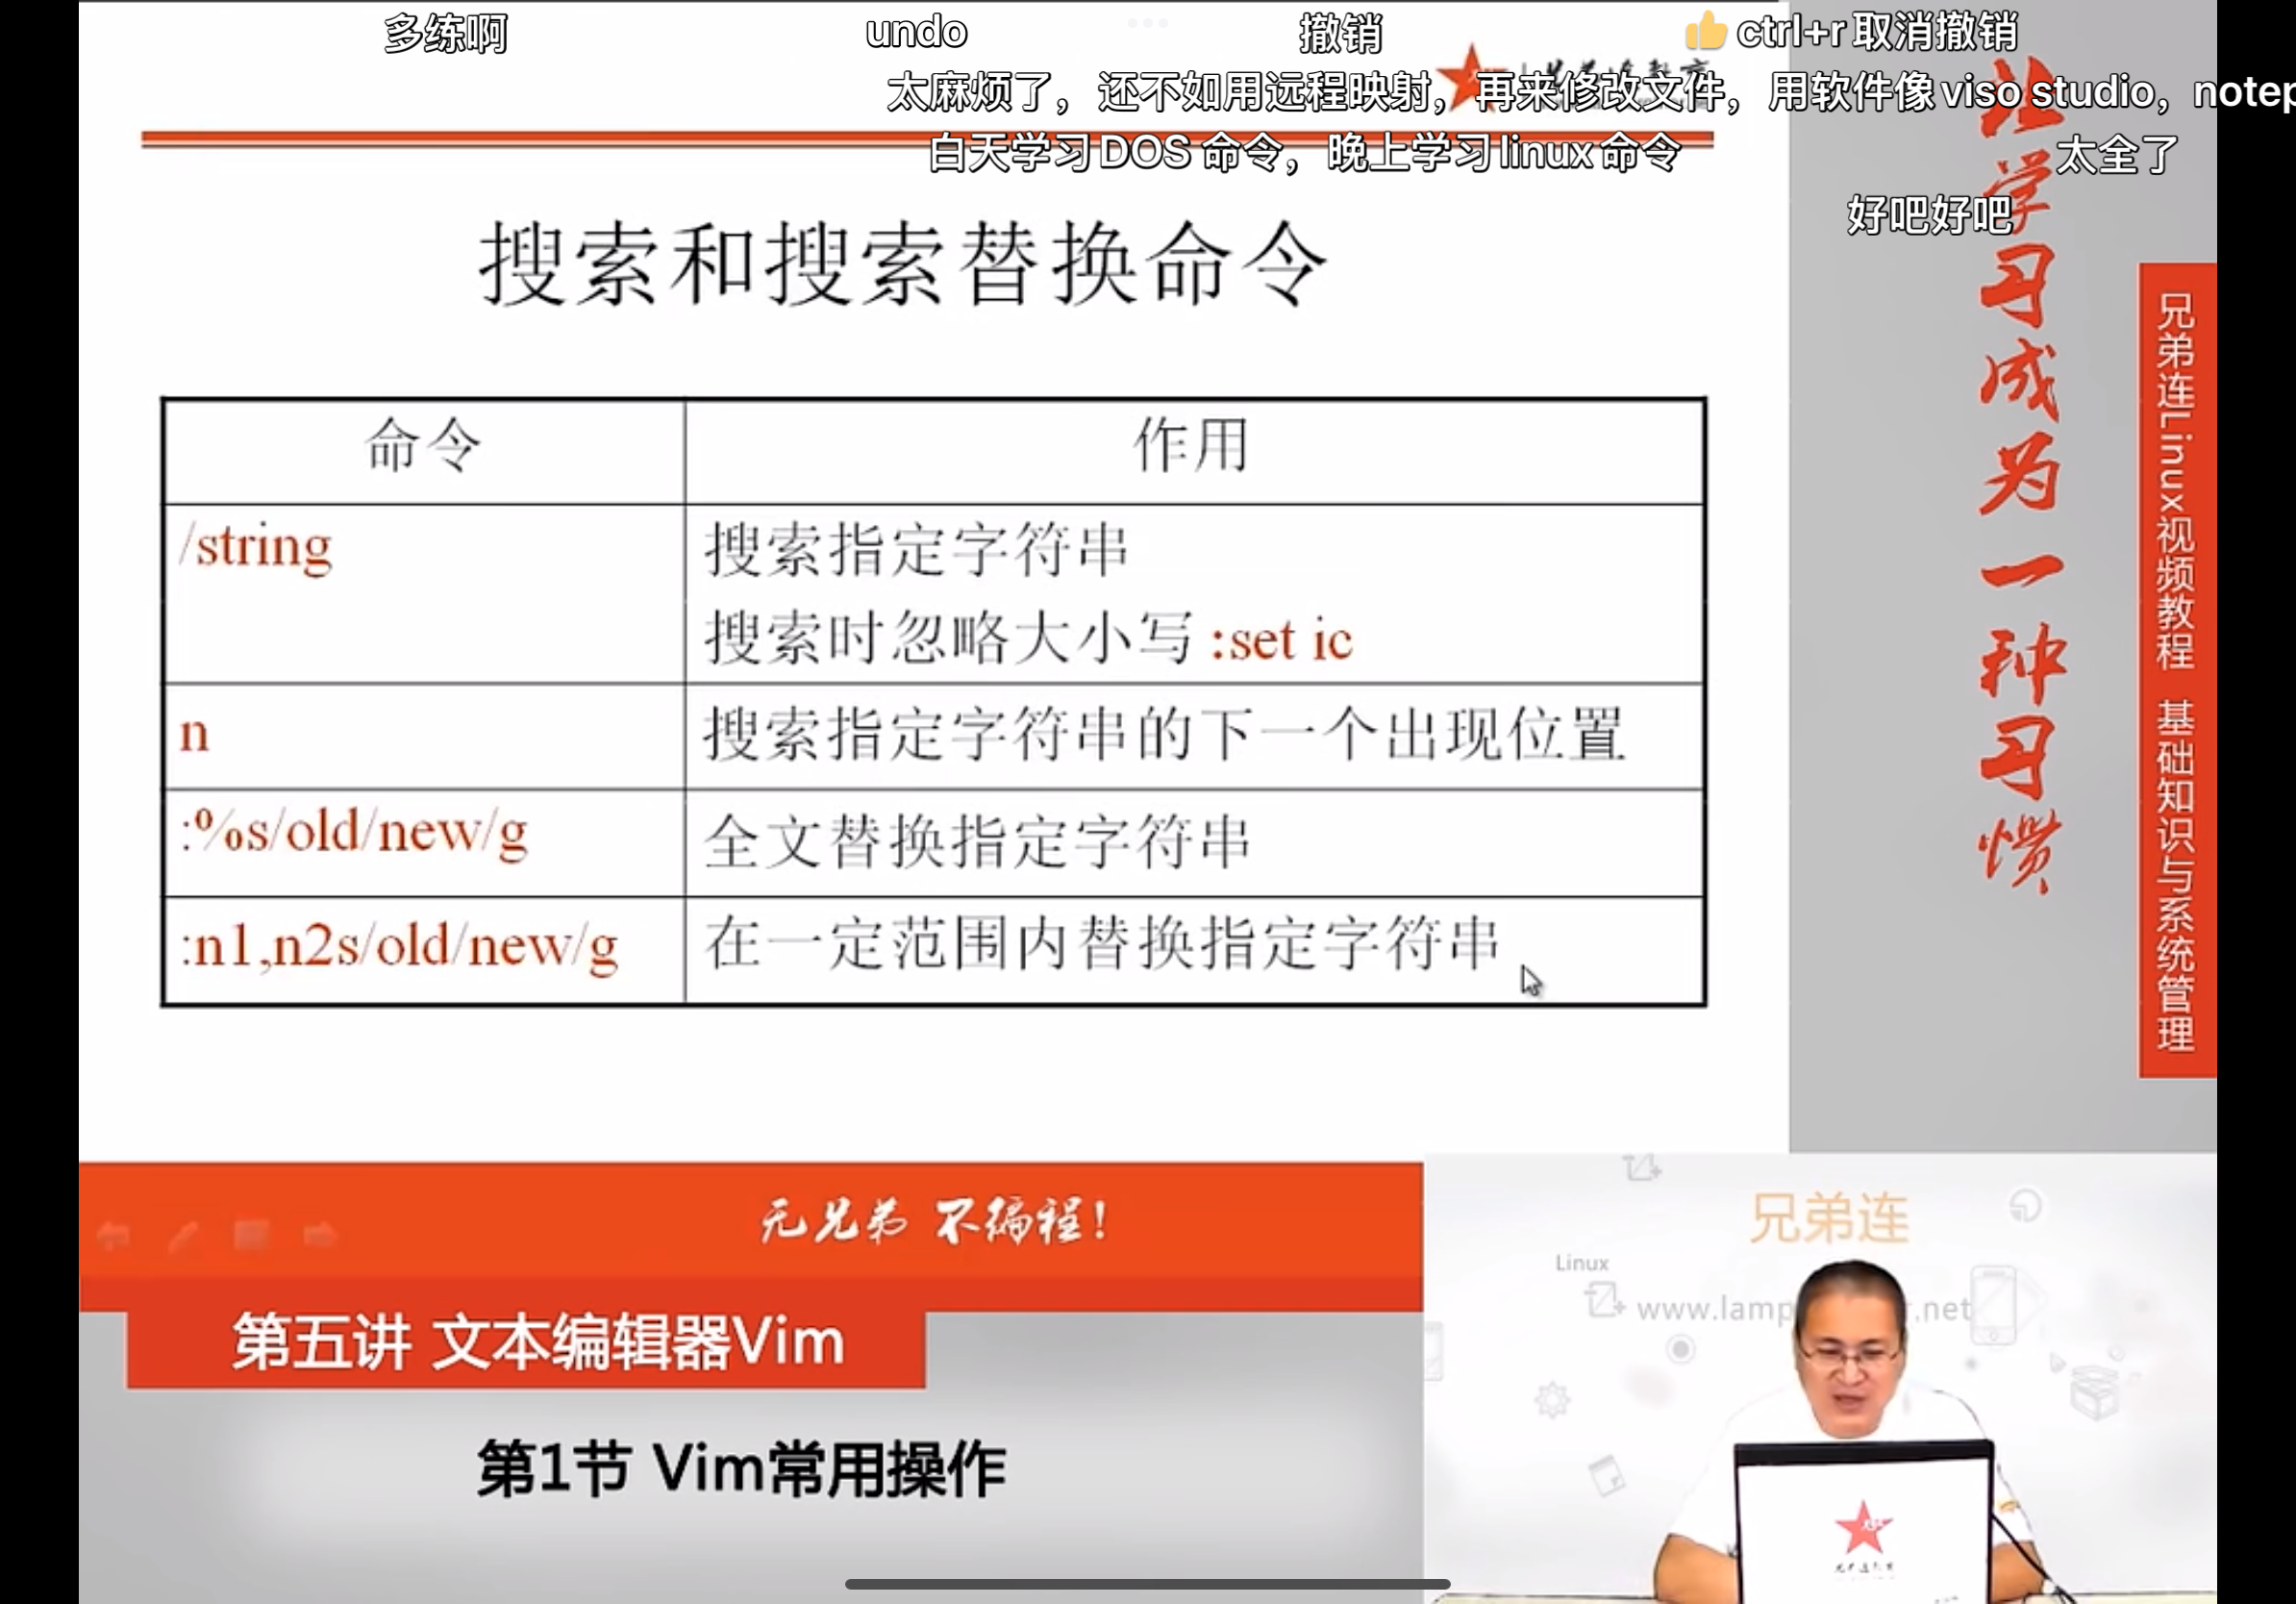 多练啊
undo
撤销
ctrl+r取消撤销
太麻烦了，还不如用远程映射，再来修改文件，用软件像viso studio，notep
白天学习DOS命令，晚上学习linux命令
太全了
好吧好吧
搜索和搜索替换命令
命令
作用
/string
搜索指定字符串
搜索时忽略大小写 :set ic
n
搜索指定字符串的下一个出现位置
:%s/old/new/g
全文替换指定字符串
:n1,n2s/old/new/g
在一定范围内替换指定字符串
让学习成为一种习惯
兄弟连Linux视频教程 基础知识与系统管理
无兄弟 不编程！
第五讲 文本编辑器Vim
第1节 Vim常用操作
兄弟连
Linux
www.lamp
.net